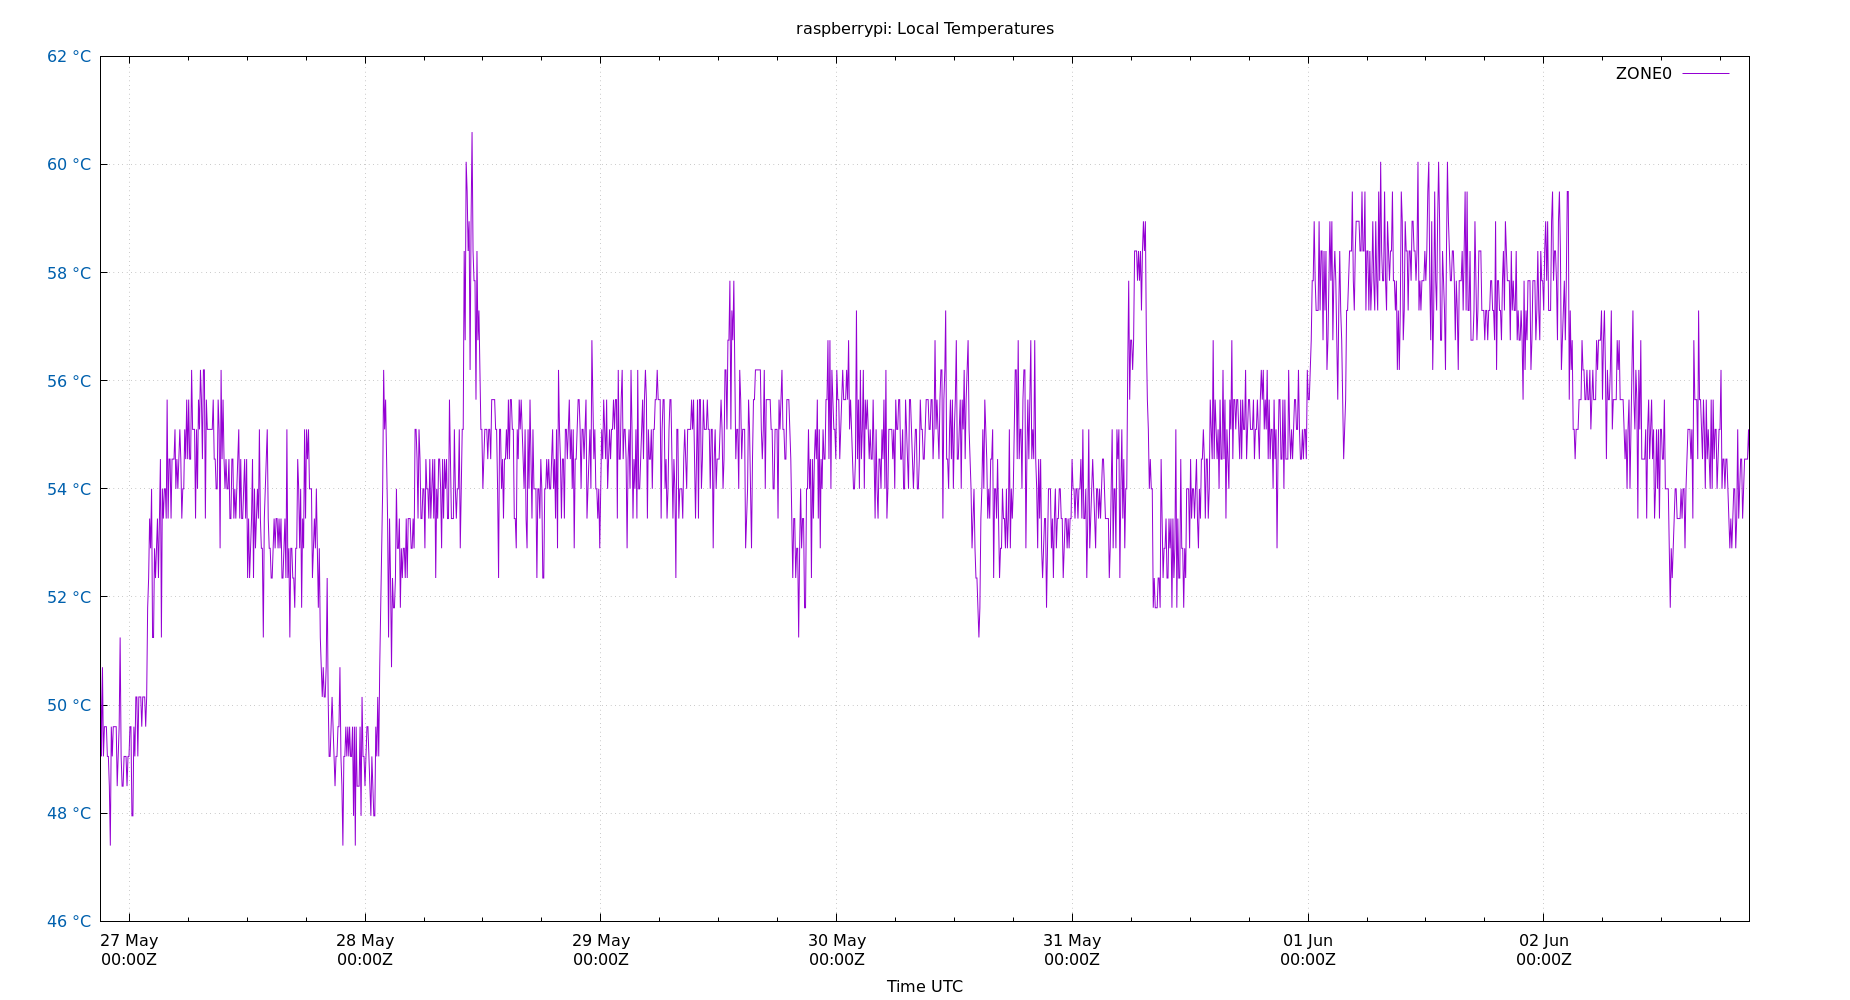 raspberrypi: Local Temperatures
ZONE0
62 °C
60 °C
58 °C
56 °C
54 °C
52 °C
50 °C
48 °C
46 °C
27 May 28 May 29 May 30 May 31 May 01 Jun 02 Jun
00:00Z 00:00Z 00:00Z 00:00Z 00:00Z 00:00Z 00:00Z
Time UTC